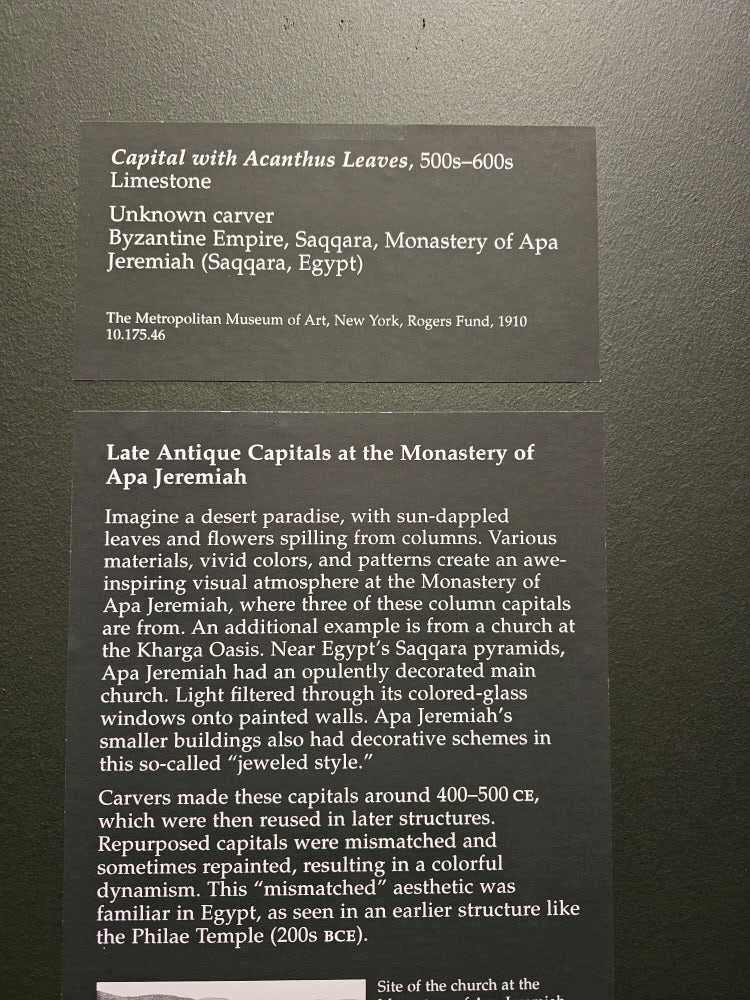 Capital with Acanthus Leaves, 500s–600s
Limestone
Unknown carver
Byzantine Empire, Saqqara, Monastery of Apa
Jeremiah (Saqqara, Egypt)
The Metropolitan Museum of Art, New York, Rogers Fund, 1910
10.175.46
Late Antique Capitals at the Monastery of
Apa Jeremiah
Imagine a desert paradise, with sun-dappled
leaves and flowers spilling from columns. Various
materials, vivid colors, and patterns create an awe-
inspiring visual atmosphere at the Monastery of
Apa Jeremiah, where three of these column capitals
are from. An additional example is from a church at
the Kharga Oasis. Near Egypt’s Saqqara pyramids,
Apa Jeremiah had an opulently decorated main
church. Light filtered through its colored-glass
windows onto painted walls. Apa Jeremiah’s
smaller buildings also had decorative schemes in
this so-called “jeweled style.”
Carvers made these capitals around 400–500 CE,
which were then reused in later structures.
Repurposed capitals were mismatched and
sometimes repainted, resulting in a colorful
dynamism. This “mismatched” aesthetic was
familiar in Egypt, as seen in an earlier structure like
the Philae Temple (200s BCE).
Site of the church at the